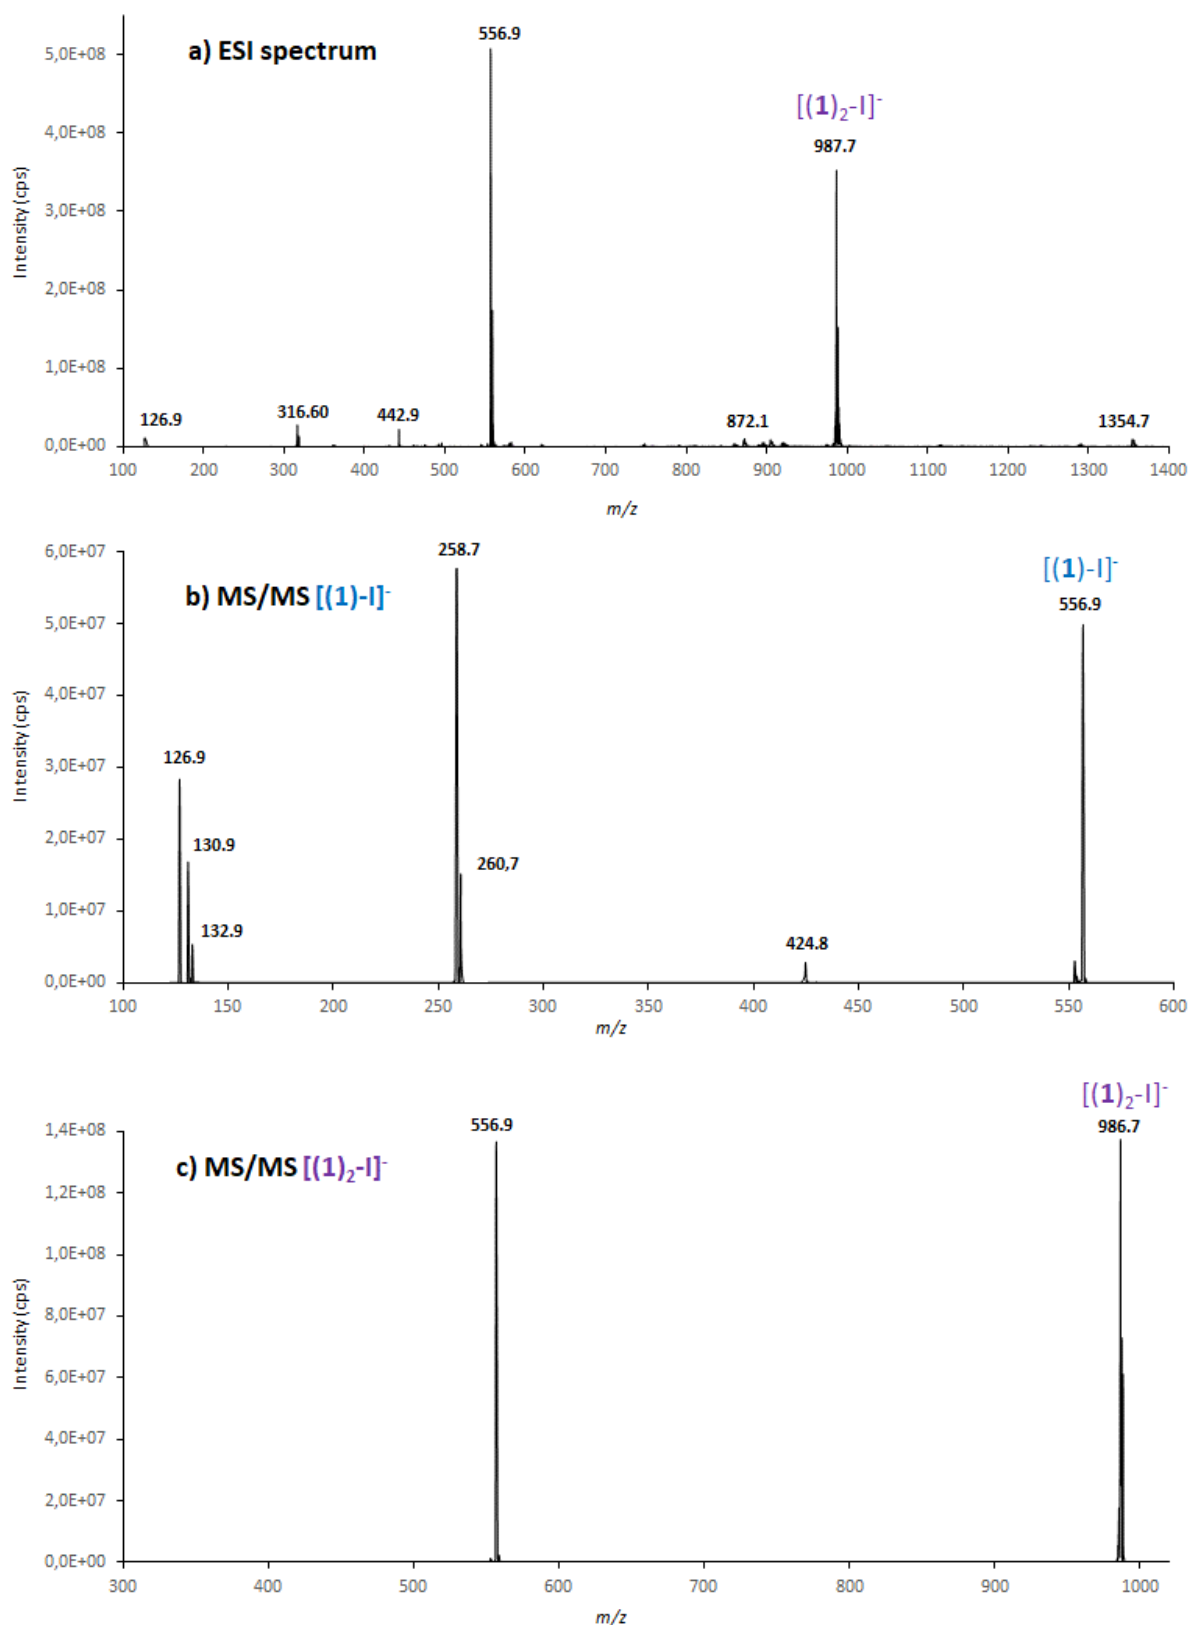 a) ESI spectrum
556.9
[(1)₂-I]⁻
987.7
126.9
316.60
442.9
872.1
1354.7
5,0E+08
4,0E+08
3,0E+08
2,0E+08
1,0E+08
0,0E+00
Intensity (cps)
100 200 300 400 500 600 700 800 900 1000 1100 1200 1300 1400
m/z
b) MS/MS [(1)-I]⁻
258.7
[(1)-I]⁻
556.9
126.9
130.9
132.9
260,7
424.8
6,0E+07
5,0E+07
4,0E+07
3,0E+07
2,0E+07
1,0E+07
0,0E+00
Intensity (cps)
100 150 200 250 300 350 400 450 500 550 600
m/z
c) MS/MS [(1)₂-I]⁻
556.9
[(1)₂-I]⁻
986.7
1,4E+08
1,2E+08
1,0E+08
8,0E+07
6,0E+07
4,0E+07
2,0E+07
0,0E+00
Intensity (cps)
300 400 500 600 700 800 900 1000
m/z